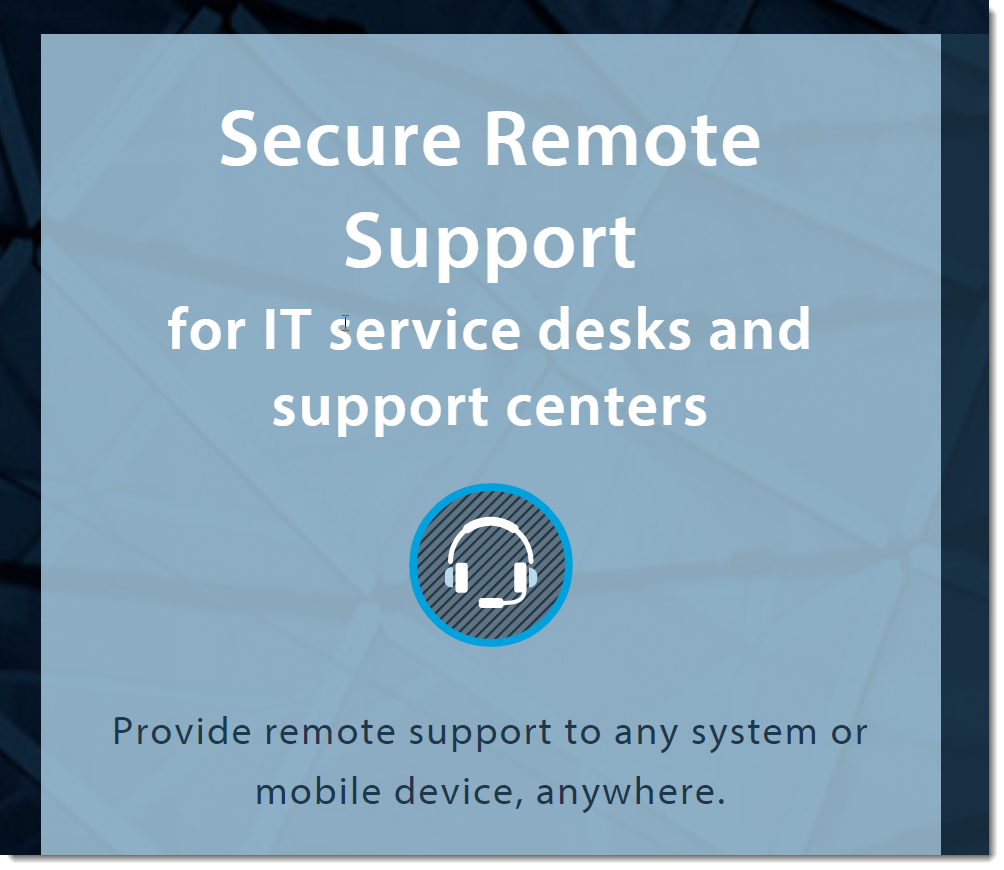 Secure Remote
Support
for IT service desks and
support centers
Provide remote support to any system or
mobile device, anywhere.